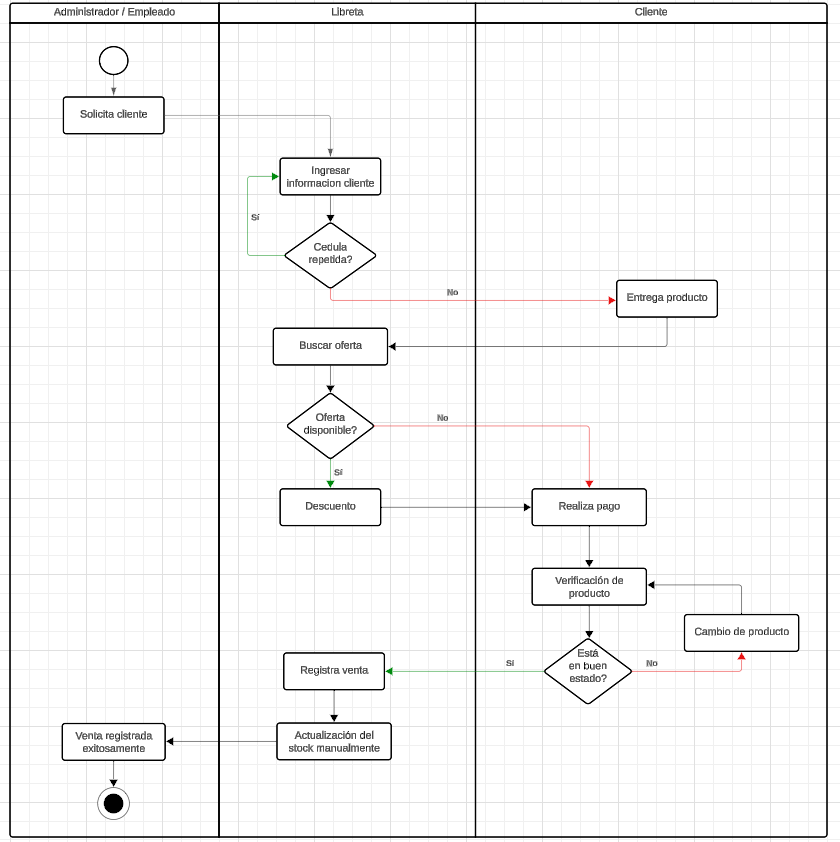 Administrador / Empleado
Libreta
Cliente
Solicita cliente
Ingresar
informacion cliente
Sí
Cedula
repetida?
No
Entrega producto
Buscar oferta
Oferta
disponible?
No
Sí
Descuento
Realiza pago
Verificación de
producto
Cambio de producto
Está
en buen
estado?
Sí
No
Registra venta
Actualización del
stock manualmente
Venta registrada
exitosamente